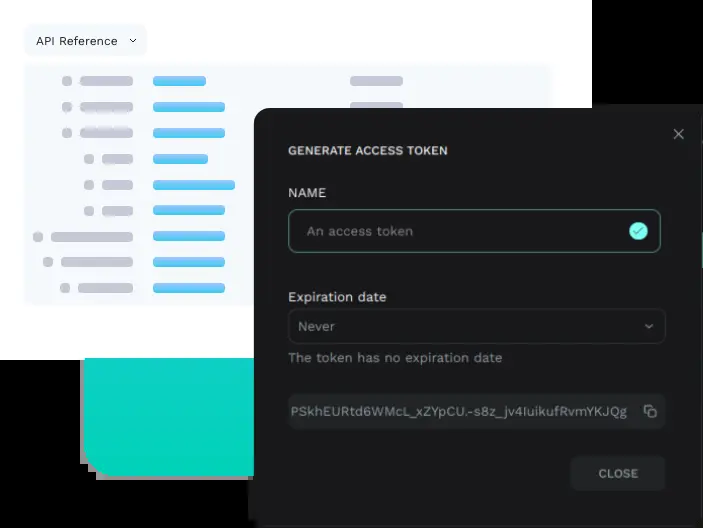 API Reference
GENERATE ACCESS TOKEN
NAME
An access token
Expiration date
Never
The token has no expiration date
PSkhEURtd6WMcL_xZYpCU.-s8z_jv4IuikufRvmYKJQg
CLOSE